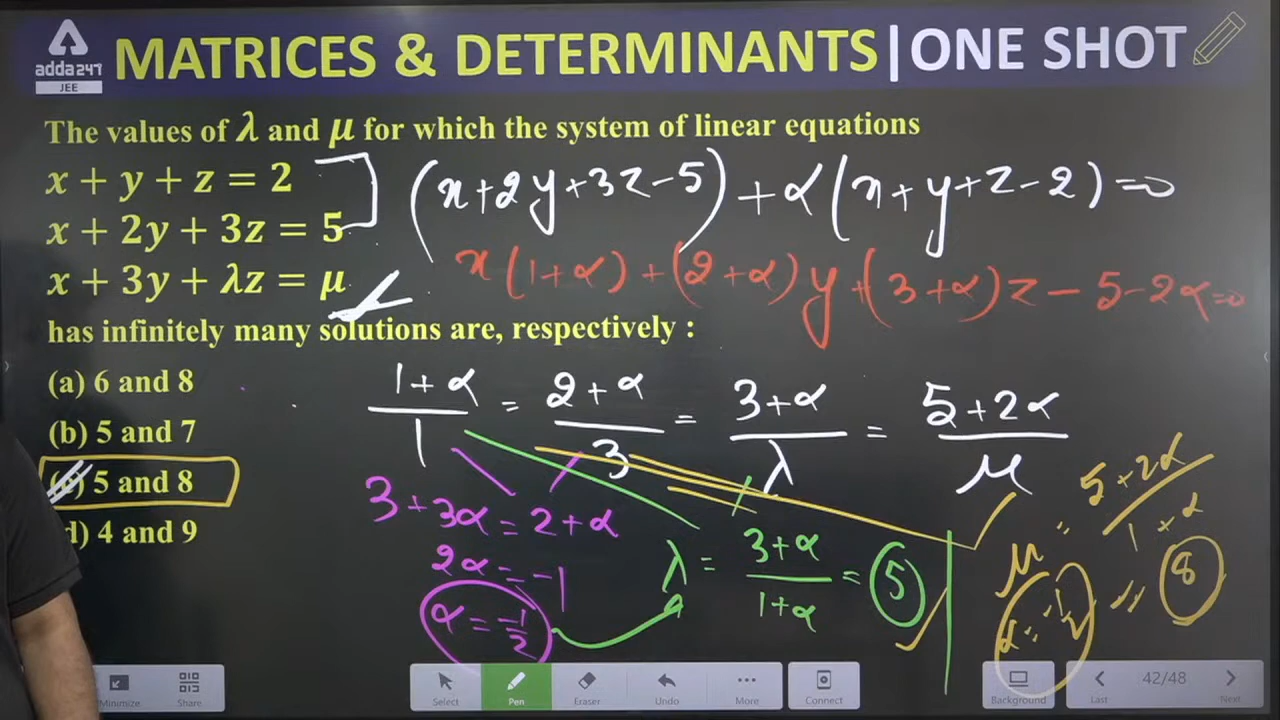 adda247
JEE
MATRICES & DETERMINANTS | ONE SHOT
The values of λ and μ for which the system of linear equations
x + y + z = 2
x + 2y + 3z = 5
x + 3y + λz = μ
has infinitely many solutions are, respectively :
(a) 6 and 8
(b) 5 and 7
(c) 5 and 8
(d) 4 and 9
(x+2y+3z-5) + α(x+y+z-2) = 0
x(1+α) + (2+α)y + (3+α)z - 5 - 2α = 0
1+α/1 = 2+α/3 = 3+α/λ = 5+2α/μ
3+3α = 2+α
2α = -1
α = -1/2
λ = 3+α/1+α = 5
μ = 5+2α/1+α
α = -1/2 = 8
Minimize
Share
Select
Pen
Eraser
Undo
More
Connect
Background
Last
42/48
Next